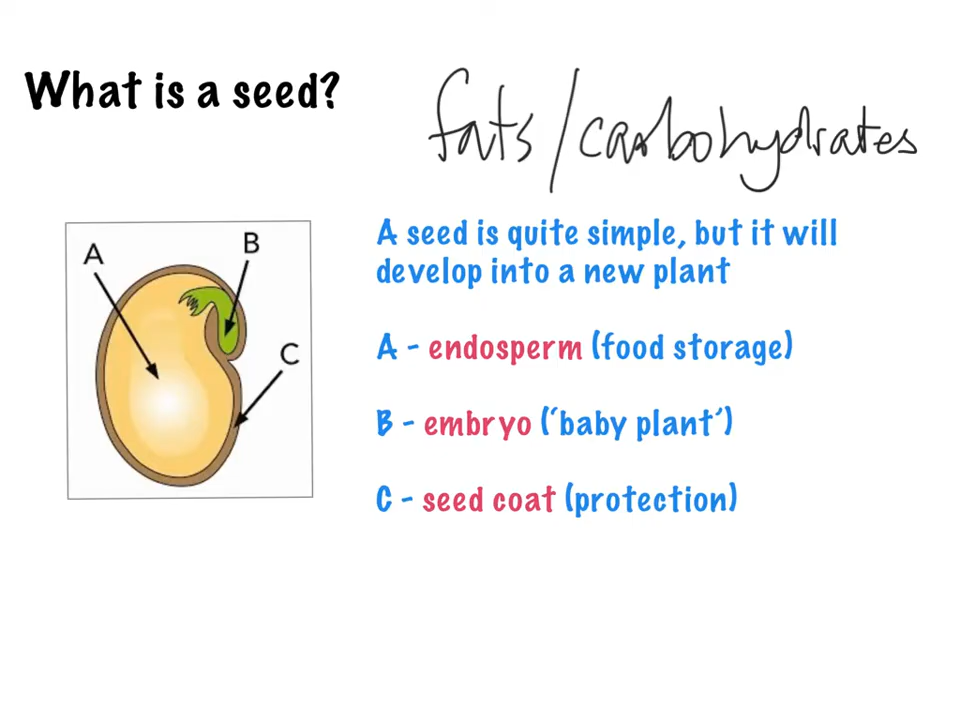 What is a seed?
fats/carbohydrates
A
B
C
A seed is quite simple, but it will
develop into a new plant
A - endosperm (food storage)
B - embryo (‘baby plant’)
C - seed coat (protection)